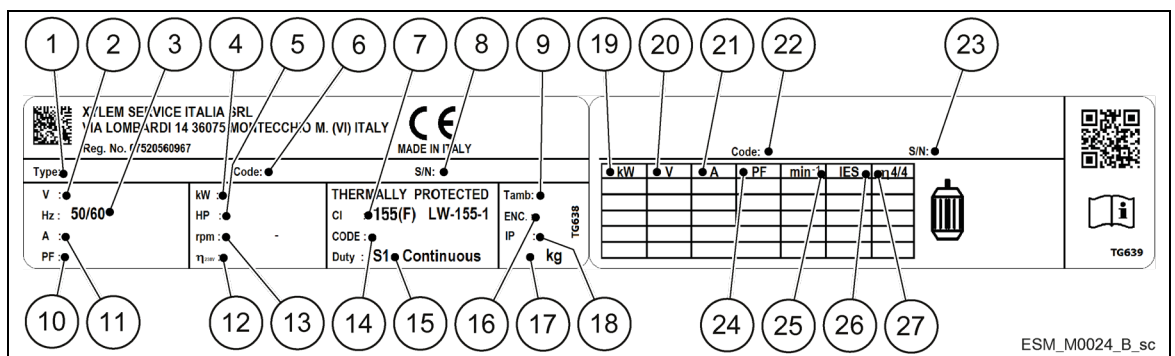 1 2 3 4 5 6 7 8 9 19 20 21 22 23
XYLEM SERVICE ITALIA SRL
VIA LOMBARDI 14 36075 MONTECCHIO M. (VI) ITALY
Reg. No. 07520560967
CE
MADE IN ITALY
Type: Code: S/N:
V :
Hz : 50/60
A :
PF :
kW :
HP :
rpm : -
η :
THERMALLY PROTECTED
Cl 155(F) LW-155-1
CODE :
Duty : S1 Continuous
Tamb:
ENC. :
IP :
kg
TG638
Code: S/N:
kW V A PF min-1 IES η4/4
i
TG639
10 11 12 13 14 15 16 17 18 24 25 26 27
ESM_M0024_B_sc